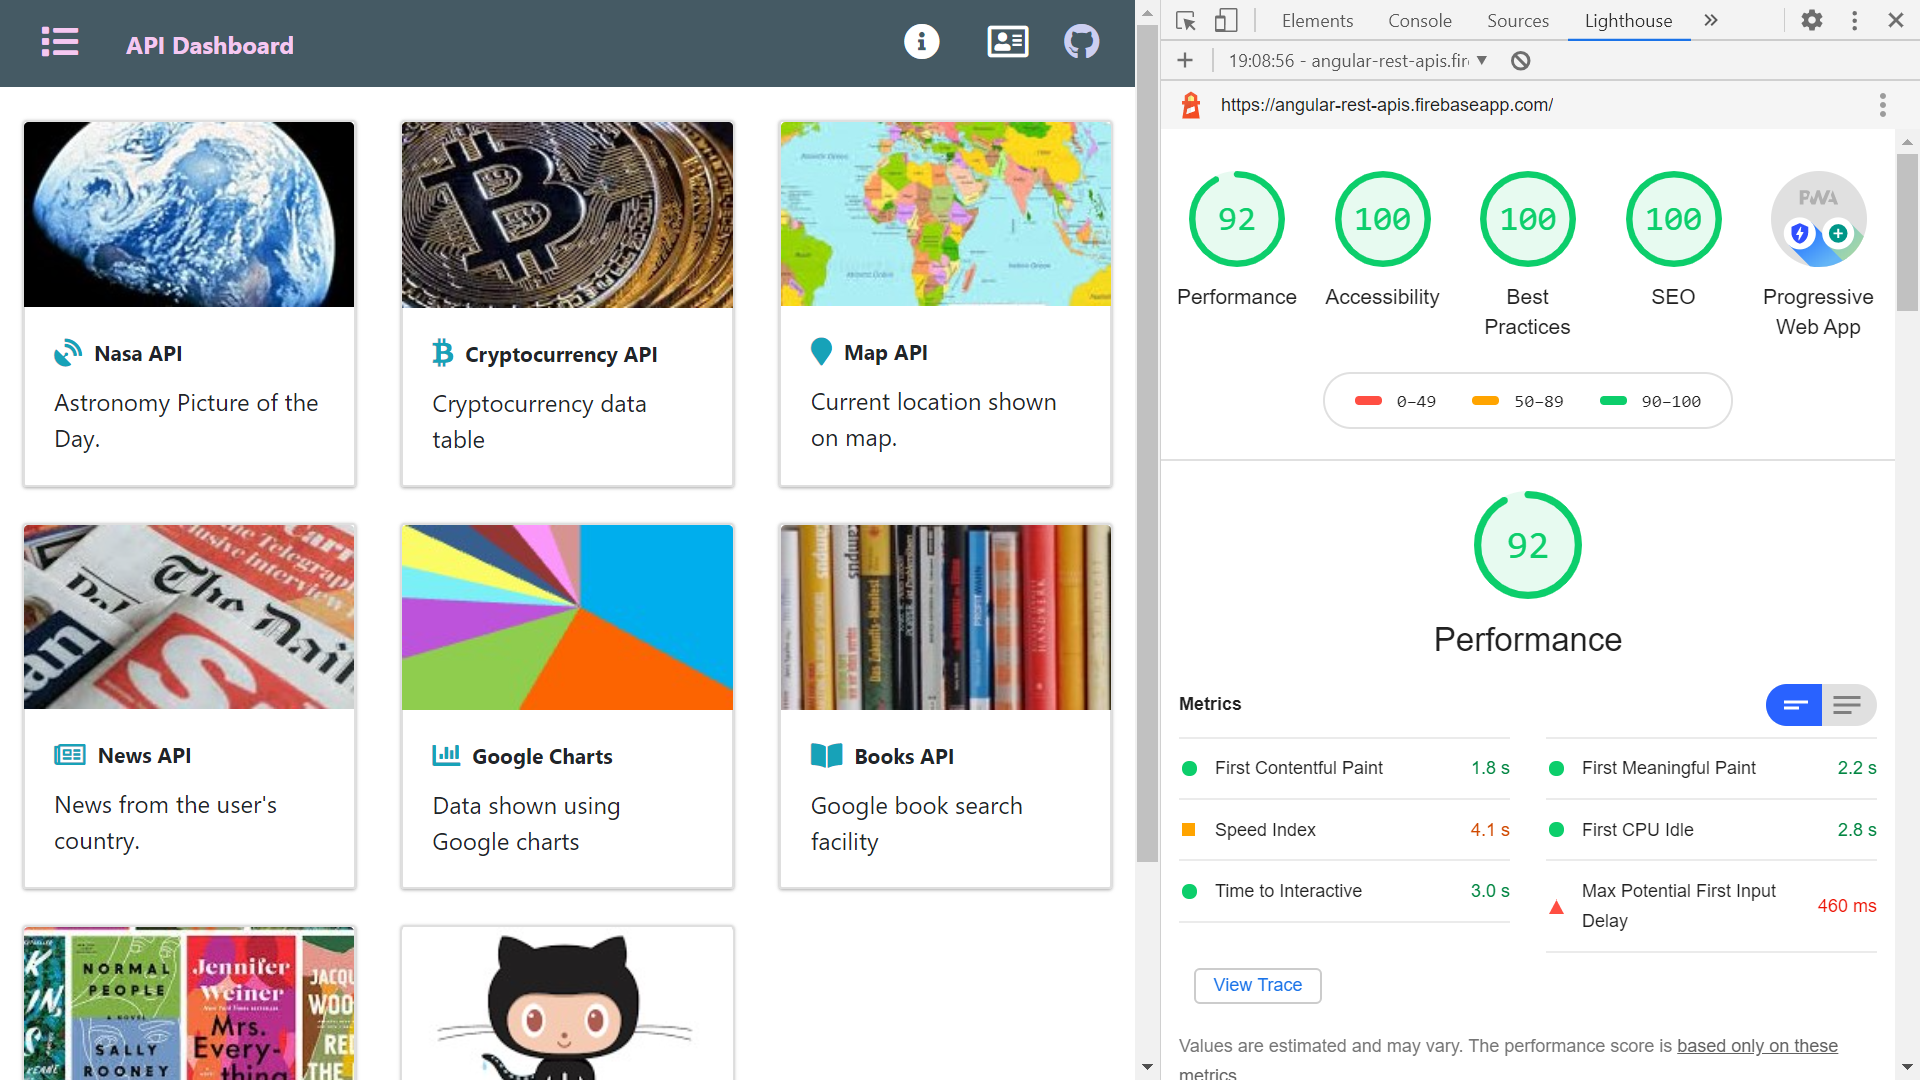 API Dashboard
Nasa API
Astronomy Picture of the
Day.
Cryptocurrency API
Cryptocurrency data
table
Map API
Current location shown
on map.
The Daily
News API
News from the user's
country.
Google Charts
Data shown using
Google charts
Das Zukunfts-Manifest
Books API
Google book search
facility
NORMAL
PEOPLE
A NOVEL
SALLY
ROONEY
Jennifer
Weiner
Mrs.
Every-
thing
Elements
Console
Sources
Lighthouse
19:08:56 - angular-rest-apis.fir
https://angular-rest-apis.firebaseapp.com/
92
Performance
100
Accessibility
100
Best
Practices
100
SEO
PWA
Progressive
Web App
0–49
50–89
90–100
92
Performance
Metrics
First Contentful Paint 1.8 s
First Meaningful Paint 2.2 s
Speed Index 4.1 s
First CPU Idle 2.8 s
Time to Interactive 3.0 s
Max Potential First Input
Delay
460 ms
View Trace
Values are estimated and may vary. The performance score is based only on these
metrics